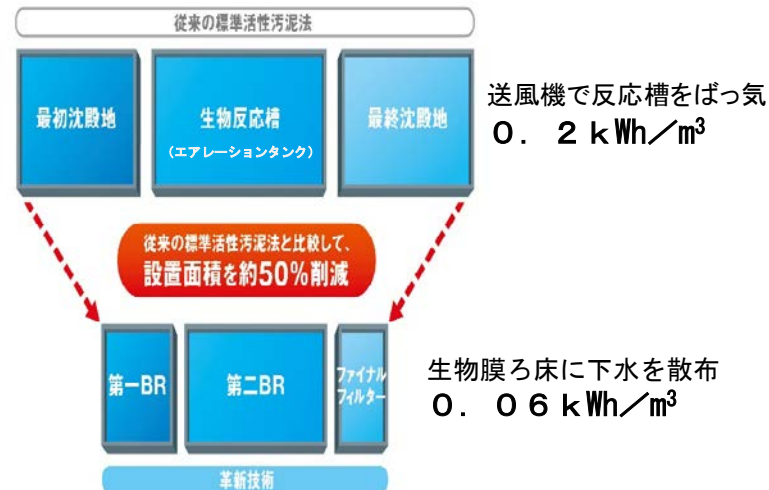 従来の標準活性汚泥法
最初沈殿地
生物反応槽
(エアレーションタンク)
最終沈殿地
送風機で反応槽をばっ気
０．２ｋWh／m³
従来の標準活性汚泥法と比較して、
設置面積を約50%削減
第一BR
第二BR
ファイナル
フィルター
生物膜ろ床に下水を散布
０．０６ｋWh／m³
革新技術